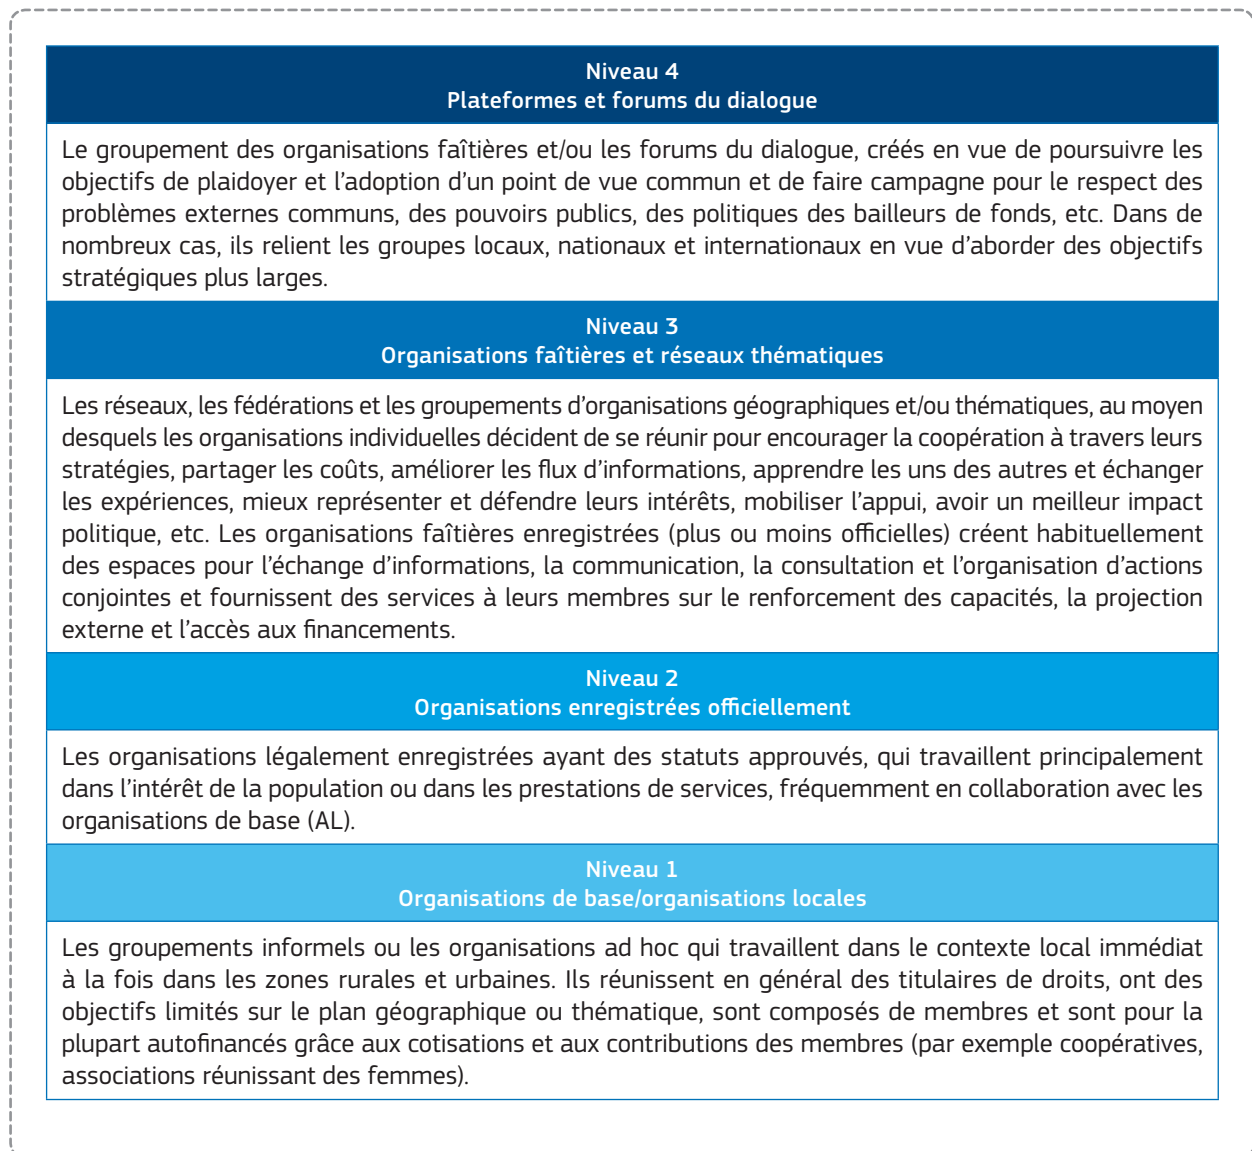 Niveau 4
Plateformes et forums du dialogue
Le groupement des organisations faîtières et/ou les forums du dialogue, créés en vue de poursuivre les
objectifs de plaidoyer et l’adoption d’un point de vue commun et de faire campagne pour le respect des
problèmes externes communs, des pouvoirs publics, des politiques des bailleurs de fonds, etc. Dans de
nombreux cas, ils relient les groupes locaux, nationaux et internationaux en vue d’aborder des objectifs
stratégiques plus larges.
Niveau 3
Organisations faîtières et réseaux thématiques
Les réseaux, les fédérations et les groupements d’organisations géographiques et/ou thématiques, au moyen
desquels les organisations individuelles décident de se réunir pour encourager la coopération à travers leurs
stratégies, partager les coûts, améliorer les flux d’informations, apprendre les uns des autres et échanger
les expériences, mieux représenter et défendre leurs intérêts, mobiliser l’appui, avoir un meilleur impact
politique, etc. Les organisations faîtières enregistrées (plus ou moins officielles) créent habituellement
des espaces pour l’échange d’informations, la communication, la consultation et l’organisation d’actions
conjointes et fournissent des services à leurs membres sur le renforcement des capacités, la projection
externe et l’accès aux financements.
Niveau 2
Organisations enregistrées officiellement
Les organisations légalement enregistrées ayant des statuts approuvés, qui travaillent principalement
dans l’intérêt de la population ou dans les prestations de services, fréquemment en collaboration avec les
organisations de base (AL).
Niveau 1
Organisations de base/organisations locales
Les groupements informels ou les organisations ad hoc qui travaillent dans le contexte local immédiat
à la fois dans les zones rurales et urbaines. Ils réunissent en général des titulaires de droits, ont des
objectifs limités sur le plan géographique ou thématique, sont composés de membres et sont pour la
plupart autofinancés grâce aux cotisations et aux contributions des membres (par exemple coopératives,
associations réunissant des femmes).